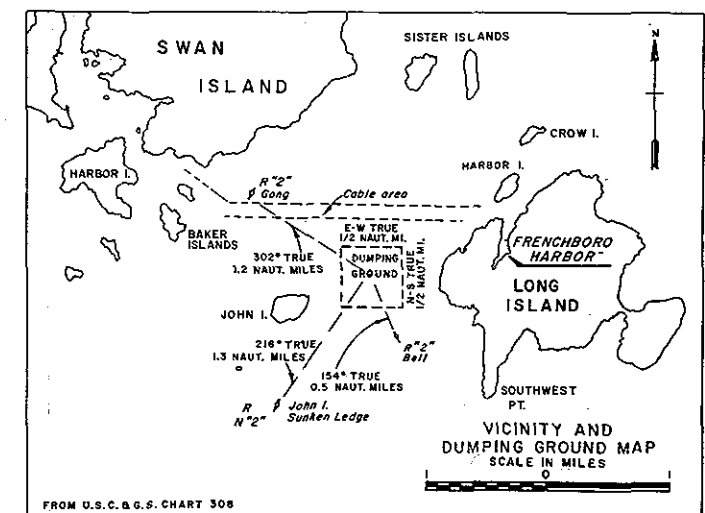 SWAN
ISLAND
SISTER ISLANDS
N
CROW I.
HARBOR I.
HARBOR I.
R "2"
Gong
Cable area
BAKER
ISLANDS
E-W TRUE
1/2 NAUT. MI.
302° TRUE
1.2 NAUT. MILES
DUMPING
GROUND
N-S TRUE
1/2 NAUT. MI.
FRENCHBORO
HARBOR
LONG
ISLAND
JOHN I.
216° TRUE
1.3 NAUT. MILES
R "2"
Bell
154° TRUE
0.5 NAUT. MILES
R
N "2"
John I.
Sunken Ledge
SOUTHWEST
PT.
VICINITY AND
DUMPING GROUND MAP
SCALE IN MILES
0
FROM U.S.C. & G.S. CHART 308